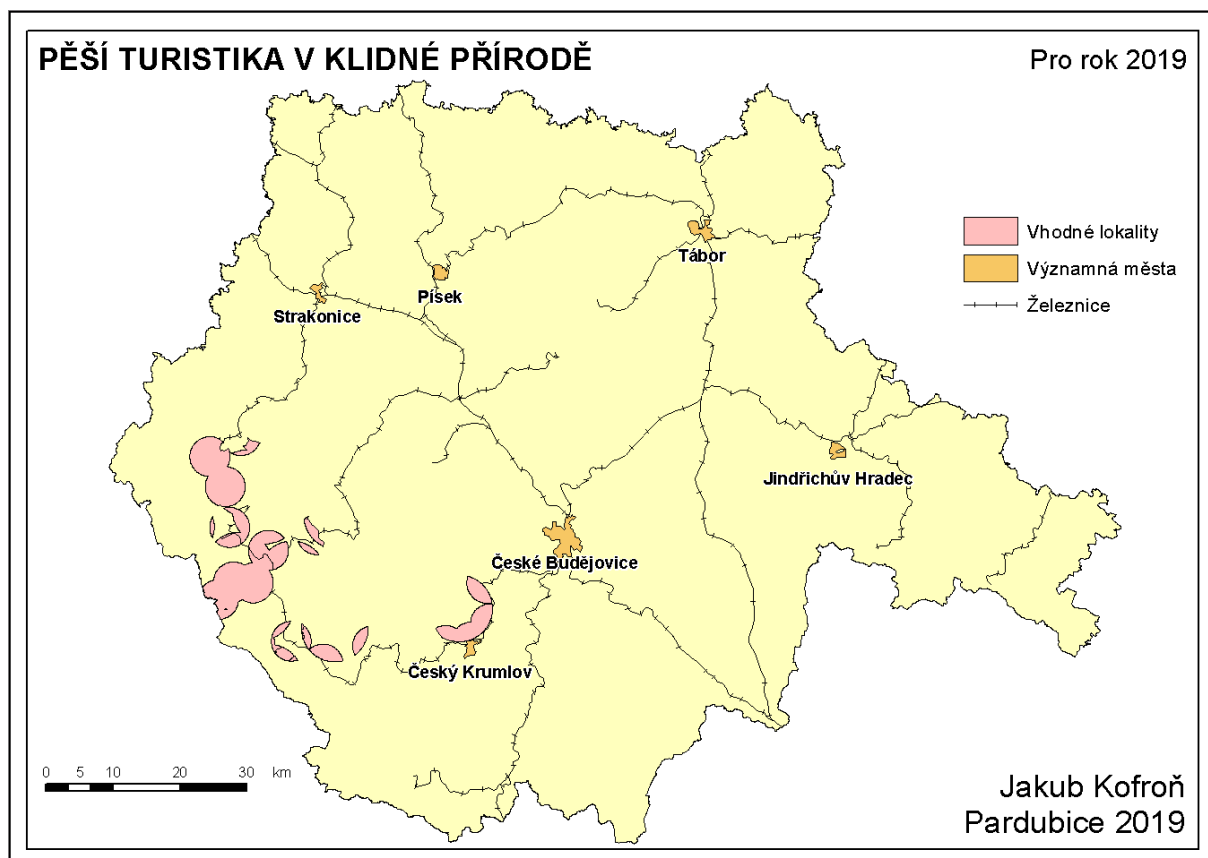 PĚŠÍ TURISTIKA V KLIDNÉ PŘÍRODĚ
Pro rok 2019
Vhodné lokality
Významná města
Železnice
Tábor
Písek
Strakonice
Jindřichův Hradec
České Budějovice
Český Krumlov
0 5 10 20 30 km
Jakub Kofroň
Pardubice 2019